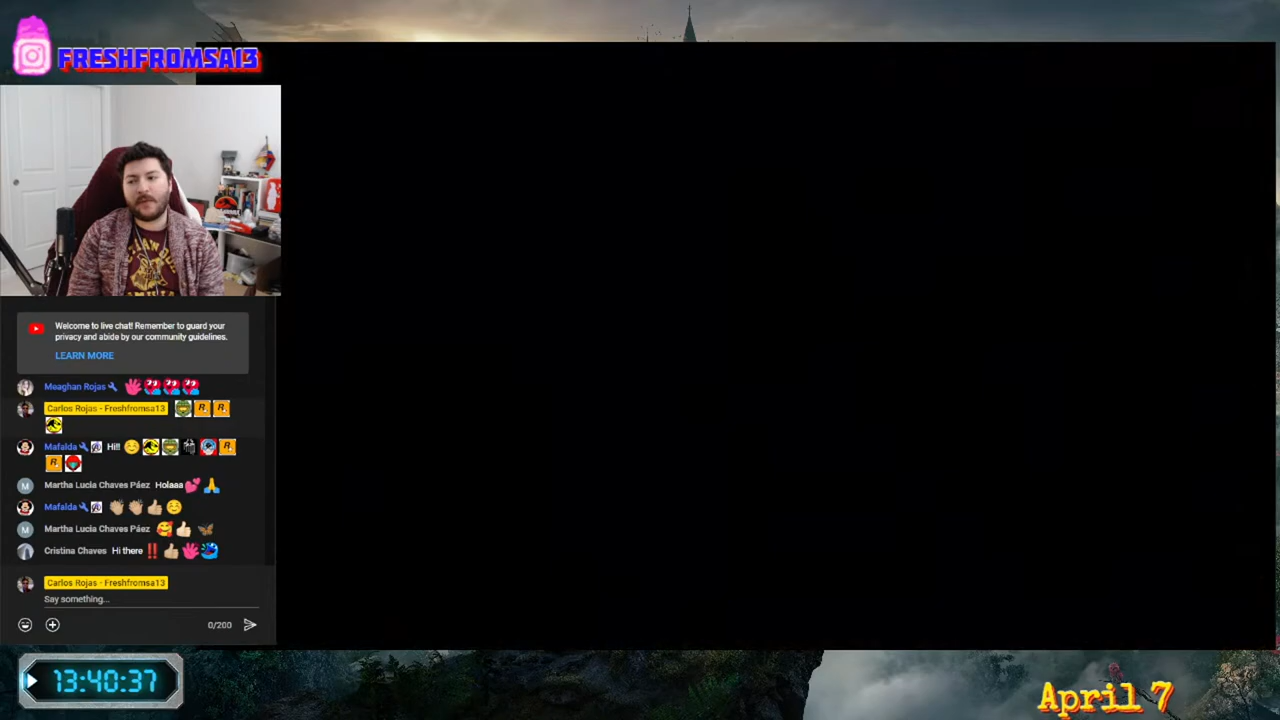 FRESHFROMSA13
Welcome to live chat! Remember to guard your
privacy and abide by our community guidelines.
LEARN MORE
Meaghan Rojas
Carlos Rojas - Freshfromsa13
Mafalda Hi!!
Martha Lucia Chaves Páez Holaaa
Mafalda
Martha Lucia Chaves Páez
Cristina Chaves Hi there
Carlos Rojas - Freshfromsa13
Say something...
0/200
13:40:37
April 7